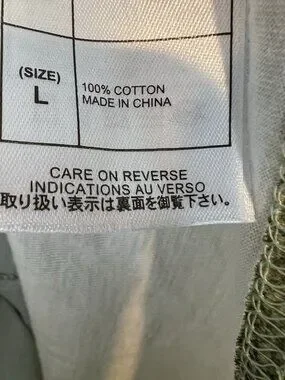 (SIZE)
L
100% COTTON
MADE IN CHINA
CARE ON REVERSE
INDICATIONS AU VERSO
取り扱い表示は裏面を御覧下さい。